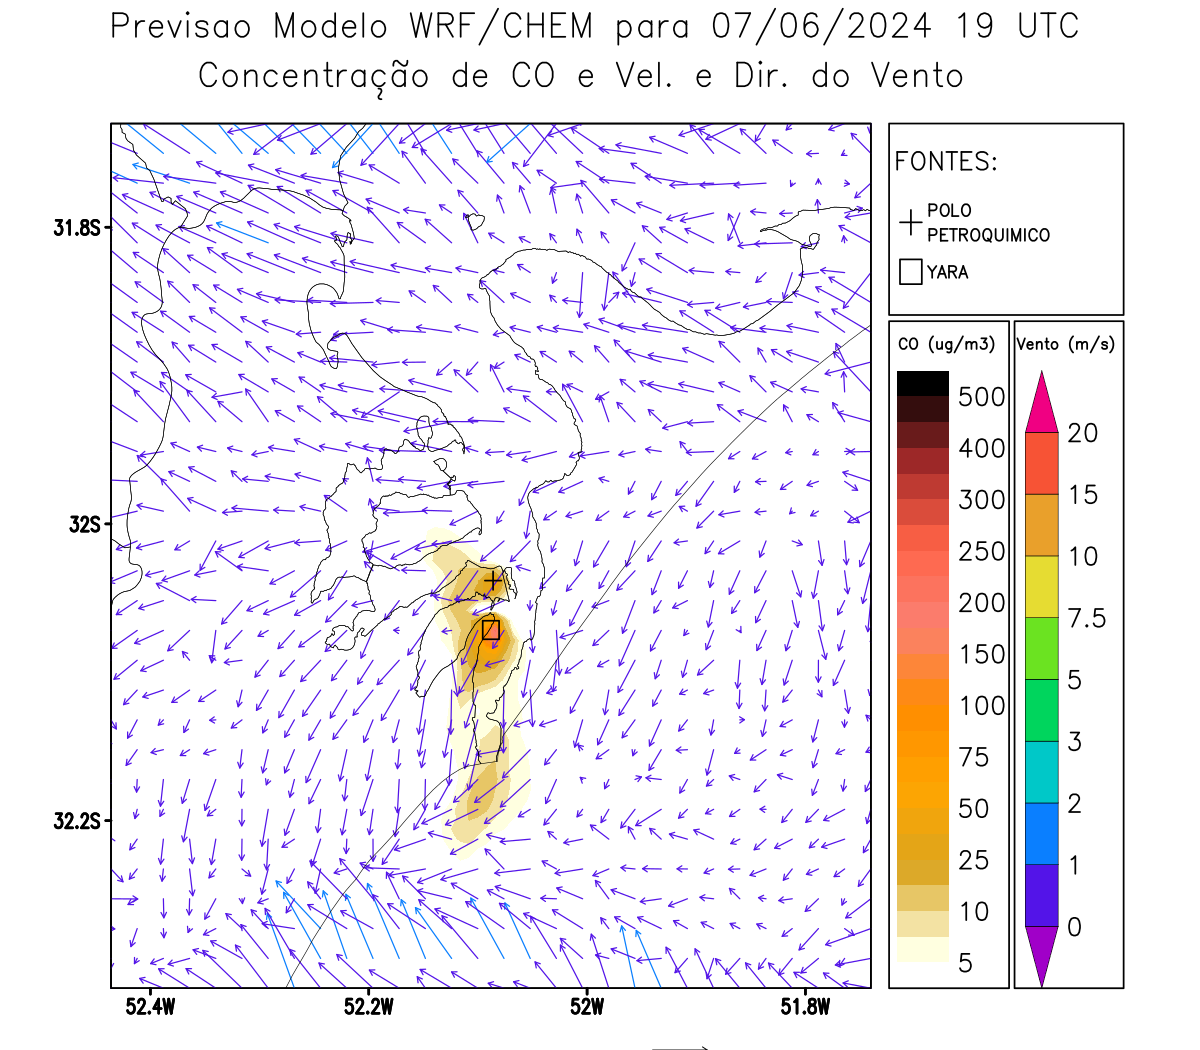 Previsao Modelo WRF/CHEM para 07/06/2024 19 UTC
Concentração de CO e Vel. e Dir. do Vento
FONTES:
POLO
PETROQUIMICO
YARA
CO (ug/m3)
500
400
300
250
200
150
100
75
50
25
10
5
Vento (m/s)
20
15
10
7.5
5
3
2
1
0
31.8S
32S
32.2S
52.4W 52.2W 52W 51.8W